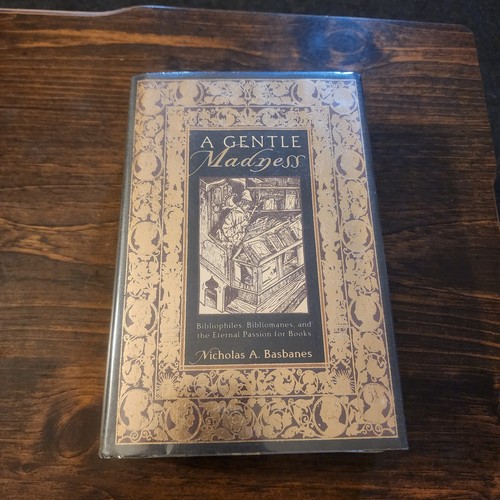 A GENTLE
Madness
Bibliophiles, Bibliomanes, and
the Eternal Passion for Books
Nicholas A. Basbanes